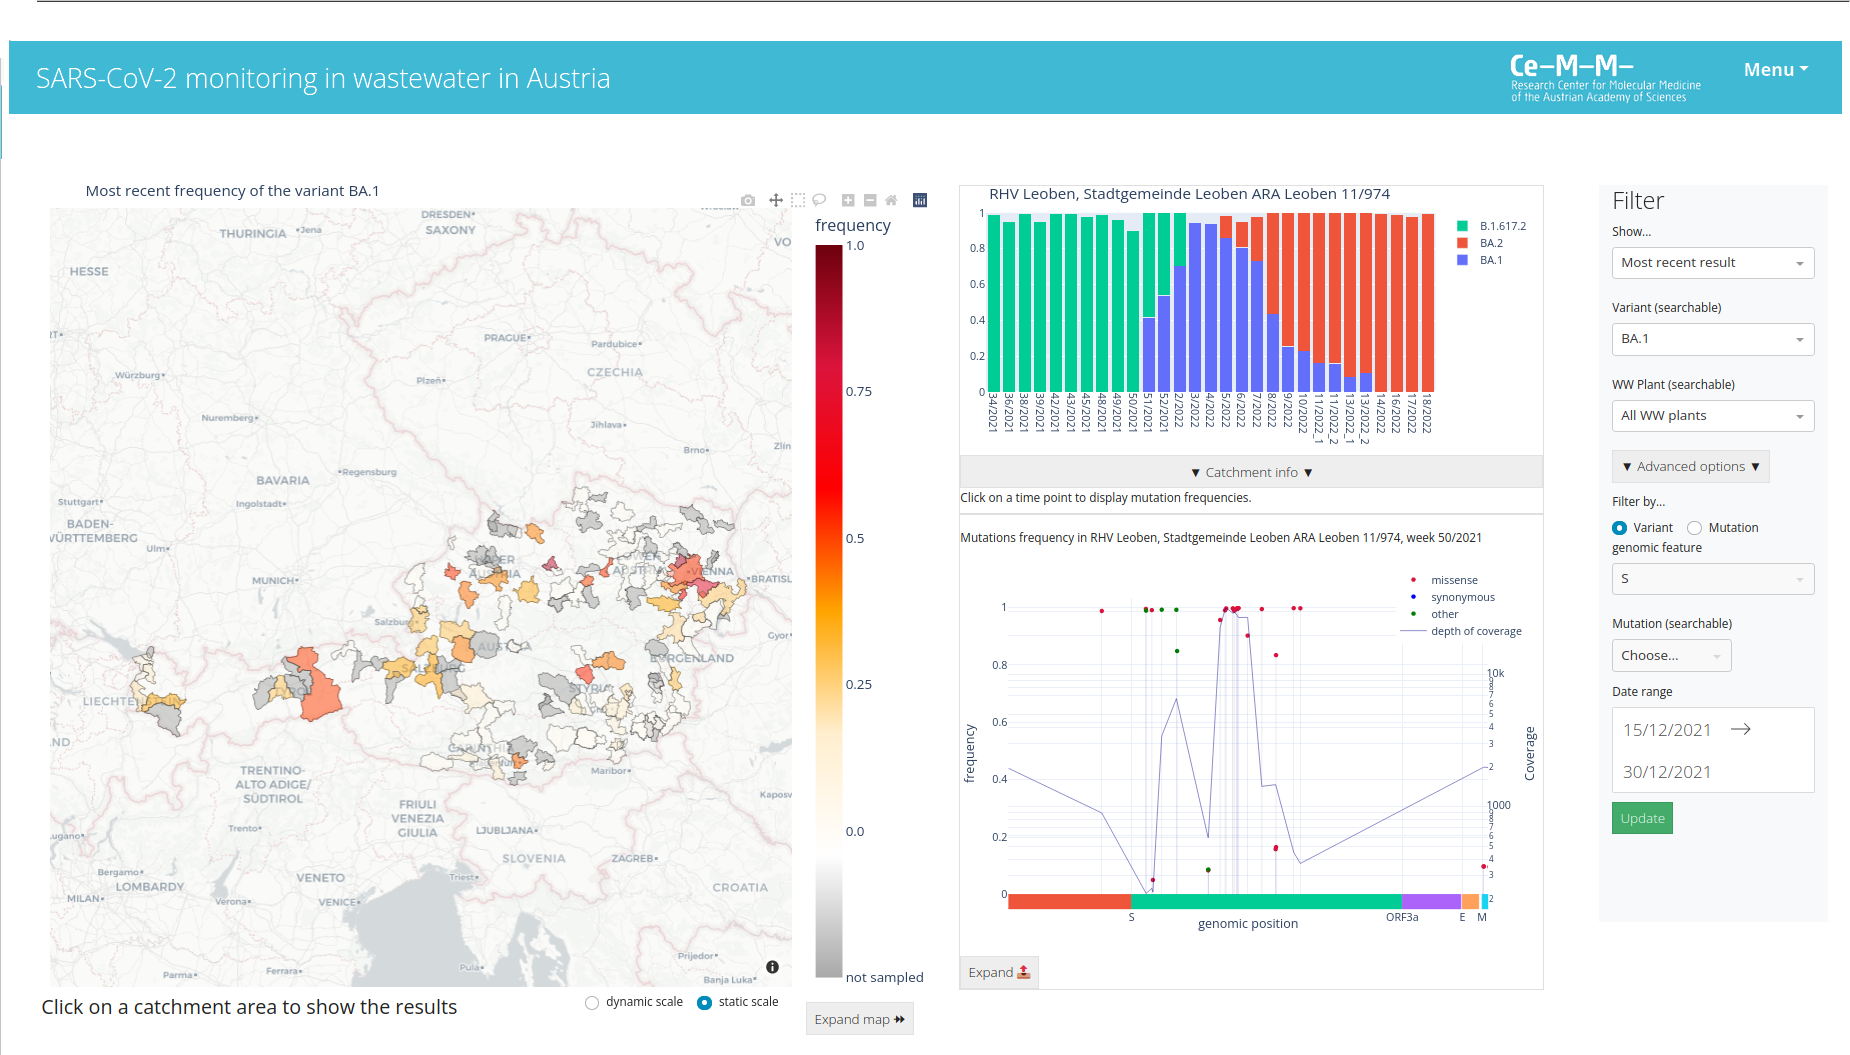 SARS-CoV-2 monitoring in wastewater in Austria
Ce-M-M-
Research Center for Molecular Medicine
of the Austrian Academy of Sciences
Menu
Most recent frequency of the variant BA.1
DRESDEN•
SAXONY
THURINGIA
•Jena
HESSE
PRAGUE•
Pardubice•
CZECHIA
Würzburg•
Plzeň•
Nuremberg•
Jihlava•
Brno•
Zlín
•Regensburg
BAVARIA
Ingolstadt•
Stuttgart•
BADEN-
WÜRTTEMBERG
Ulm•
MUNICH•
VIENNA
•BRATISL
Salzburg•
Gyor•
BURGENLAND
LIECHTE
STYRIA
CARINTHIA
Maribor•
TRENTINO-
ALTO ADIGE/
SÜDTIROL
Kaposv
FRIULI
VENEZIA
GIULIA
Trento•
LJUBLJANA•
SLOVENIA
ZAGREB•
Bergamo•
LOMBARDY
VENETO
Triest•
CROATIA
MILAN•
Verona•
VENICE•
Parma•
Ferrara•
Pula•
Prijedor•
Banja Luka•
frequency
1.0
0.75
0.5
0.25
0.0
not sampled
Click on a catchment area to show the results
dynamic scale
static scale
Expand map
RHV Leoben, Stadtgemeinde Leoben ARA Leoben 11/974
1
0.8
0.6
0.4
0.2
0
34/2021
36/2021
38/2021
39/2021
42/2021
43/2021
45/2021
48/2021
49/2021
50/2021
51/2021
52/2021
2/2022
3/2022
4/2022
5/2022
6/2022
7/2022
8/2022
9/2022
10/2022
11/2022_1
11/2022_2
13/2022_1
13/2022_2
14/2022
16/2022
17/2022
18/2022
B.1.617.2
BA.2
BA.1
▼ Catchment info ▼
Click on a time point to display mutation frequencies.
Mutations frequency in RHV Leoben, Stadtgemeinde Leoben ARA Leoben 11/974, week 50/2021
missense
synonymous
other
depth of coverage
frequency
1
0.8
0.6
0.4
0.2
0
Coverage
10k
9
8
7
6
5
4
3
2
1000
9
8
7
6
5
4
3
2
S
ORF3a
E
M
genomic position
Expand
Filter
Show...
Most recent result
Variant (searchable)
BA.1
WW Plant (searchable)
All WW plants
▼ Advanced options ▼
Filter by...
Variant
Mutation
genomic feature
S
Mutation (searchable)
Choose...
Date range
15/12/2021 →
30/12/2021
Update